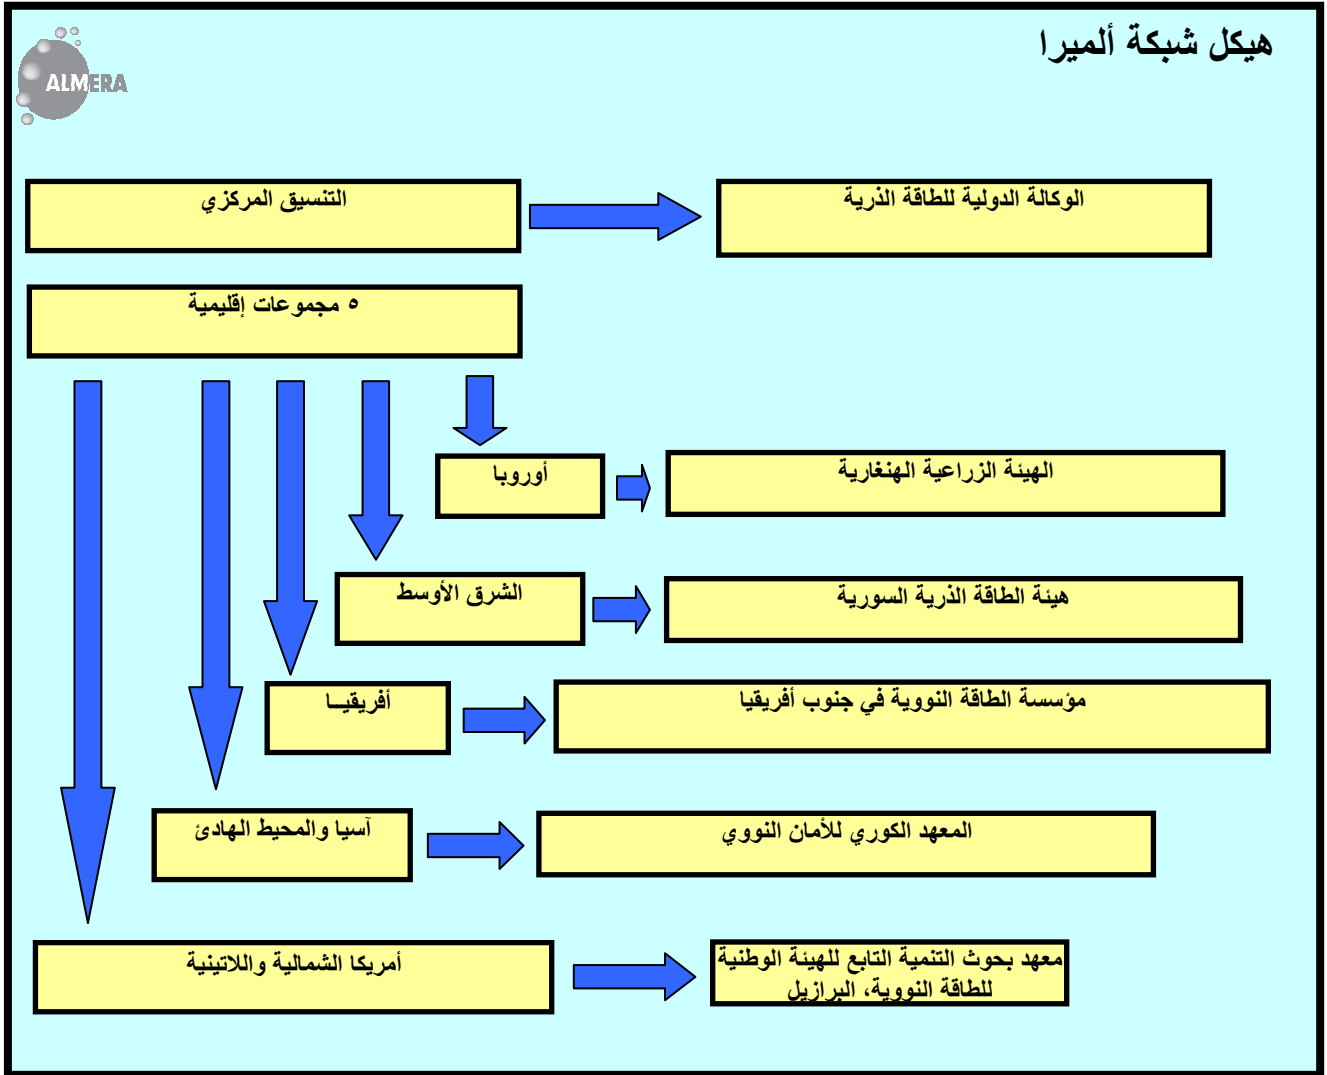 هيكل شبكة ألميرا
ALMERA
التنسيق المركزي
الوكالة الدولية للطاقة الذرية
٥ مجموعات إقليمية
أوروبا
الهيئة الزراعية الهنغارية
الشرق الأوسط
هيئة الطاقة الذرية السورية
أفريقيــا
مؤسسة الطاقة النووية في جنوب أفريقيا
آسيا والمحيط الهادئ
المعهد الكوري للأمان النووي
أمريكا الشمالية واللاتينية
معهد بحوث التنمية التابع للهيئة الوطنية
للطاقة النووية، البرازيل